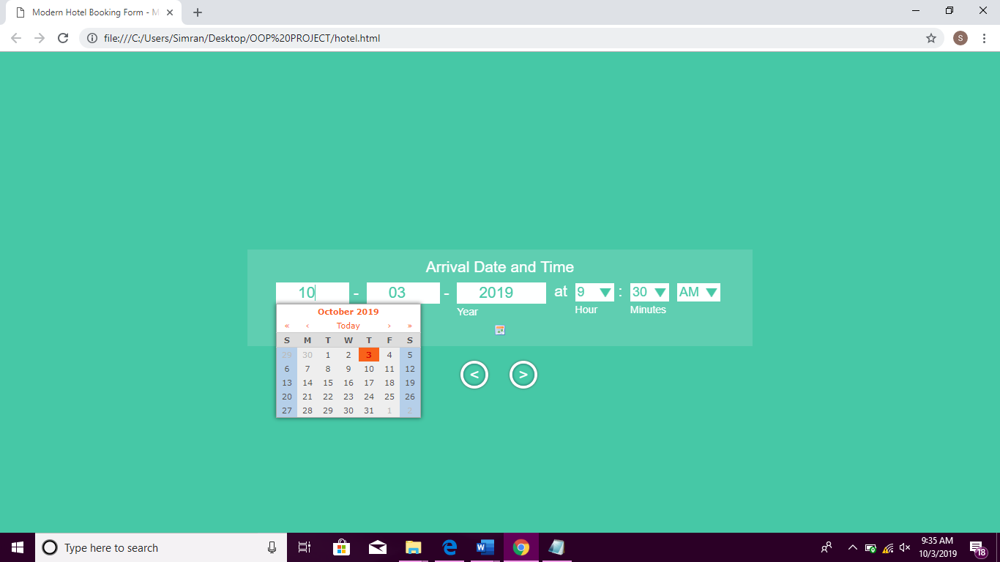 Modern Hotel Booking Form - M
file:///C:/Users/Simran/Desktop/OOP%20PROJECT/hotel.html
S
Arrival Date and Time
10 - 03 - 2019 at 9 : 30 AM
Year Hour Minutes
October 2019
« ‹ Today › »
S M T W T F S
29 30 1 2 3 4 5
6 7 8 9 10 11 12
13 14 15 16 17 18 19
20 21 22 23 24 25 26
27 28 29 30 31 1 2
< >
Type here to search
9:35 AM
10/3/2019
18